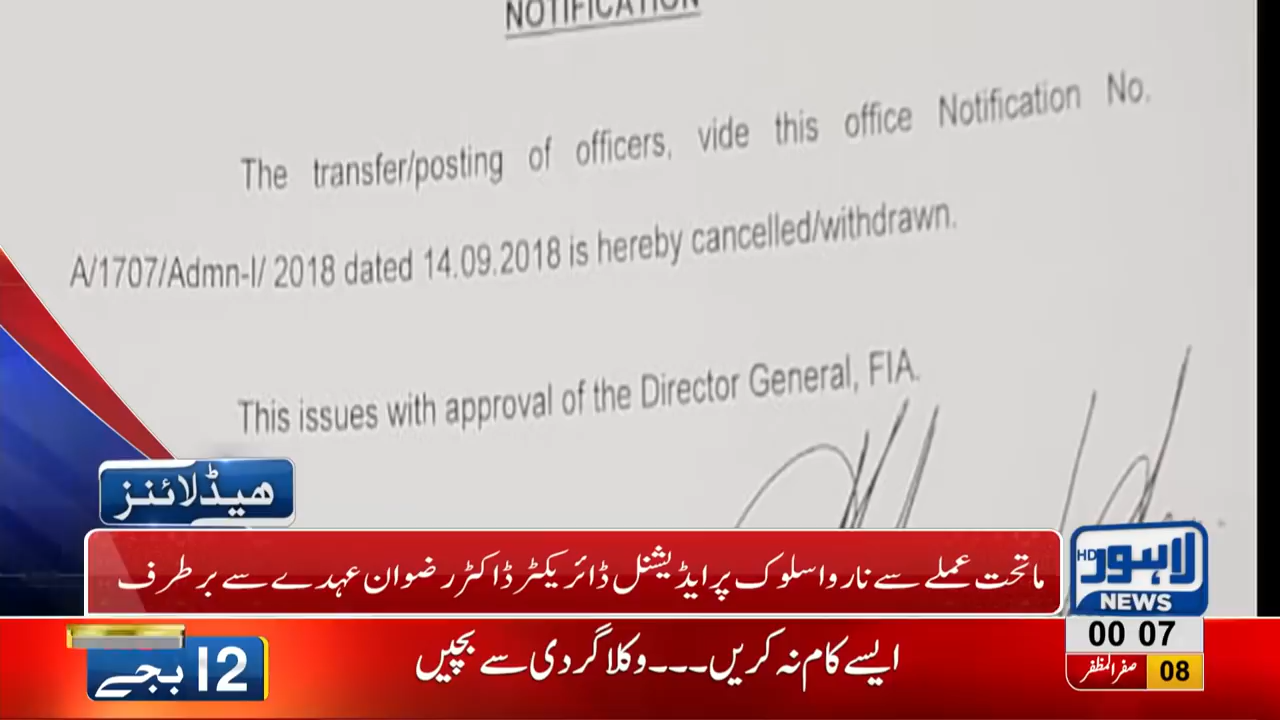 NOTIFICATION
The transfer/posting of officers, vide this office Notification No.
A/1707/Admn-I/ 2018 dated 14.09.2018 is hereby cancelled/withdrawn.
This issues with approval of the Director General, FIA.
ھیڈلائنز
ماتحت عملے سے ناروا سلوک پر ایڈیشنل ڈائریکٹر ڈاکٹر رضوان عہدے سے برطرف
HD
لاہور
NEWS
00 07
12 بجے
ایسے کام نہ کریں۔۔۔وکلا گردی سے بچیں
08 صفر المظفر